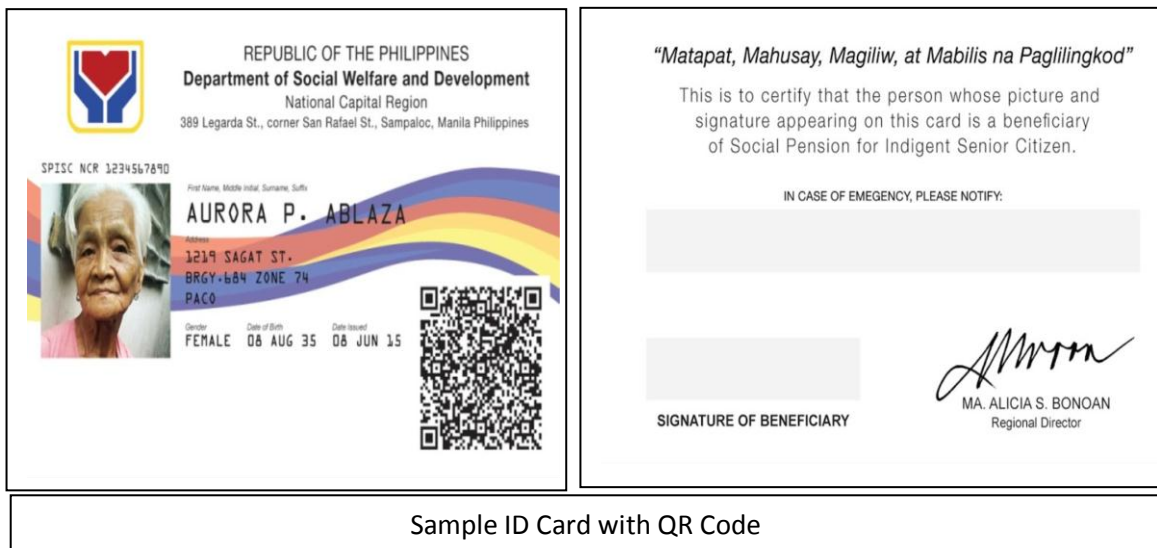 REPUBLIC OF THE PHILIPPINES
Department of Social Welfare and Development
National Capital Region
389 Legarda St., corner San Rafael St., Sampaloc, Manila Philippines
SPISC NCR 1234567890
First Name, Middle Initial, Surname, Suffix
AURORA P. ABLAZA
Address
1219 SAGAT ST.
BRGY.684 ZONE 74
PACO
Gender Date of Birth Date Issued
FEMALE 08 AUG 35 08 JUN 15
“Matapat, Mahusay, Magiliw, at Mabilis na Paglilingkod”
This is to certify that the person whose picture and
signature appearing on this card is a beneficiary
of Social Pension for Indigent Senior Citizen.
IN CASE OF EMEGENCY, PLEASE NOTIFY:
SIGNATURE OF BENEFICIARY
MA. ALICIA S. BONOAN
Regional Director
Sample ID Card with QR Code